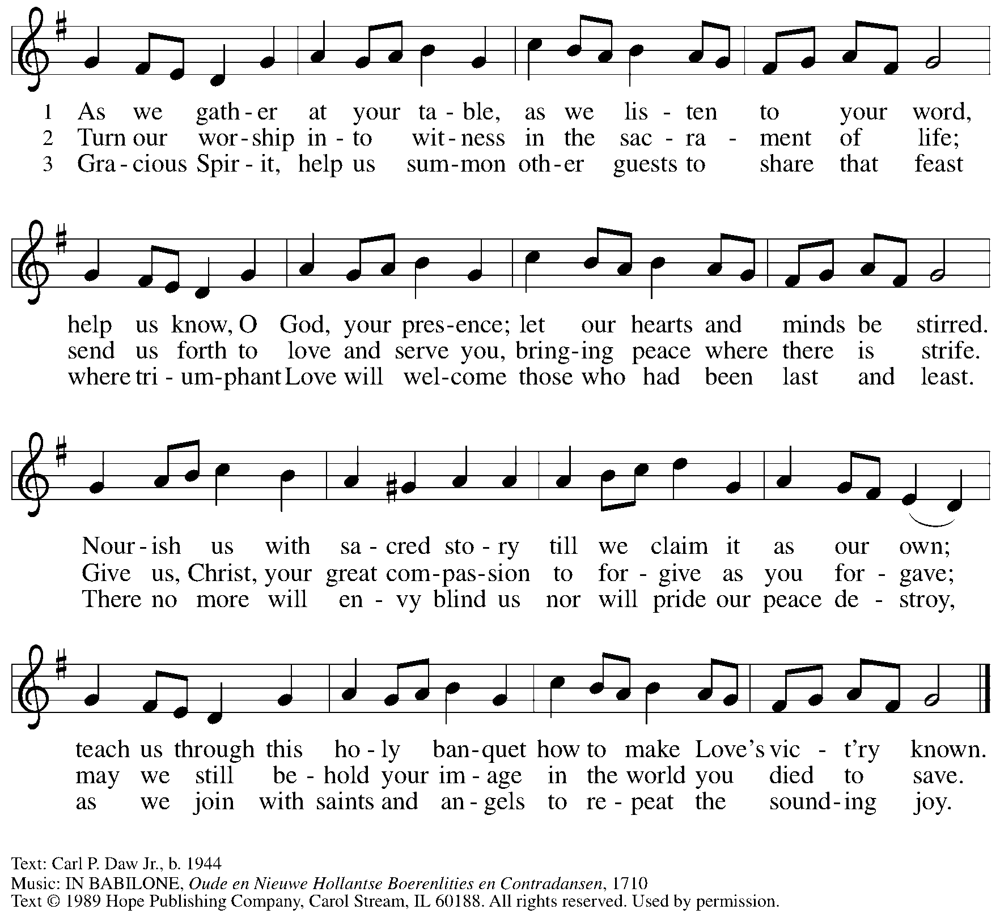 1 As we gath - er at your ta - ble, as we lis - ten to your word,
2 Turn our wor - ship in - to wit - ness in the sac - ra - ment of life;
3 Gra - cious Spir - it, help us sum - mon oth - er guests to share that feast
help us know, O God, your pres - ence; let our hearts and minds be stirred.
send us forth to love and serve you, bring - ing peace where there is strife.
where tri - um - phant Love will wel - come those who had been last and least.
Nour - ish us with sa - cred sto - ry till we claim it as our own;
Give us, Christ, your great com - pas - sion to for - give as you for - gave;
There no more will en - vy blind us nor will pride our peace de - stroy,
teach us through this ho - ly ban - quet how to make Love's vic - t'ry known.
may we still be - hold your im - age in the world you died to save.
as we join with saints and an - gels to re - peat the sound - ing joy.
Text: Carl P. Daw Jr., b. 1944
Music: IN BABILONE, Oude en Nieuwe Hollantse Boerenlities en Contradansen, 1710
Text © 1989 Hope Publishing Company, Carol Stream, IL 60188. All rights reserved. Used by permission.